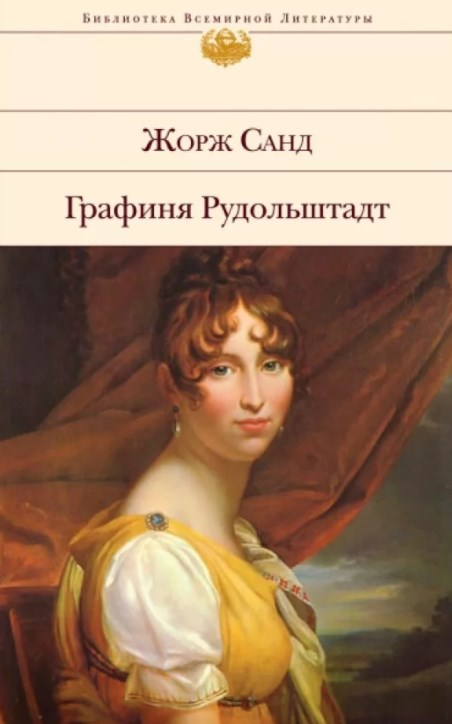 Библиотека Всемирной Литературы
Жорж Санд
Графиня Рудольштадт